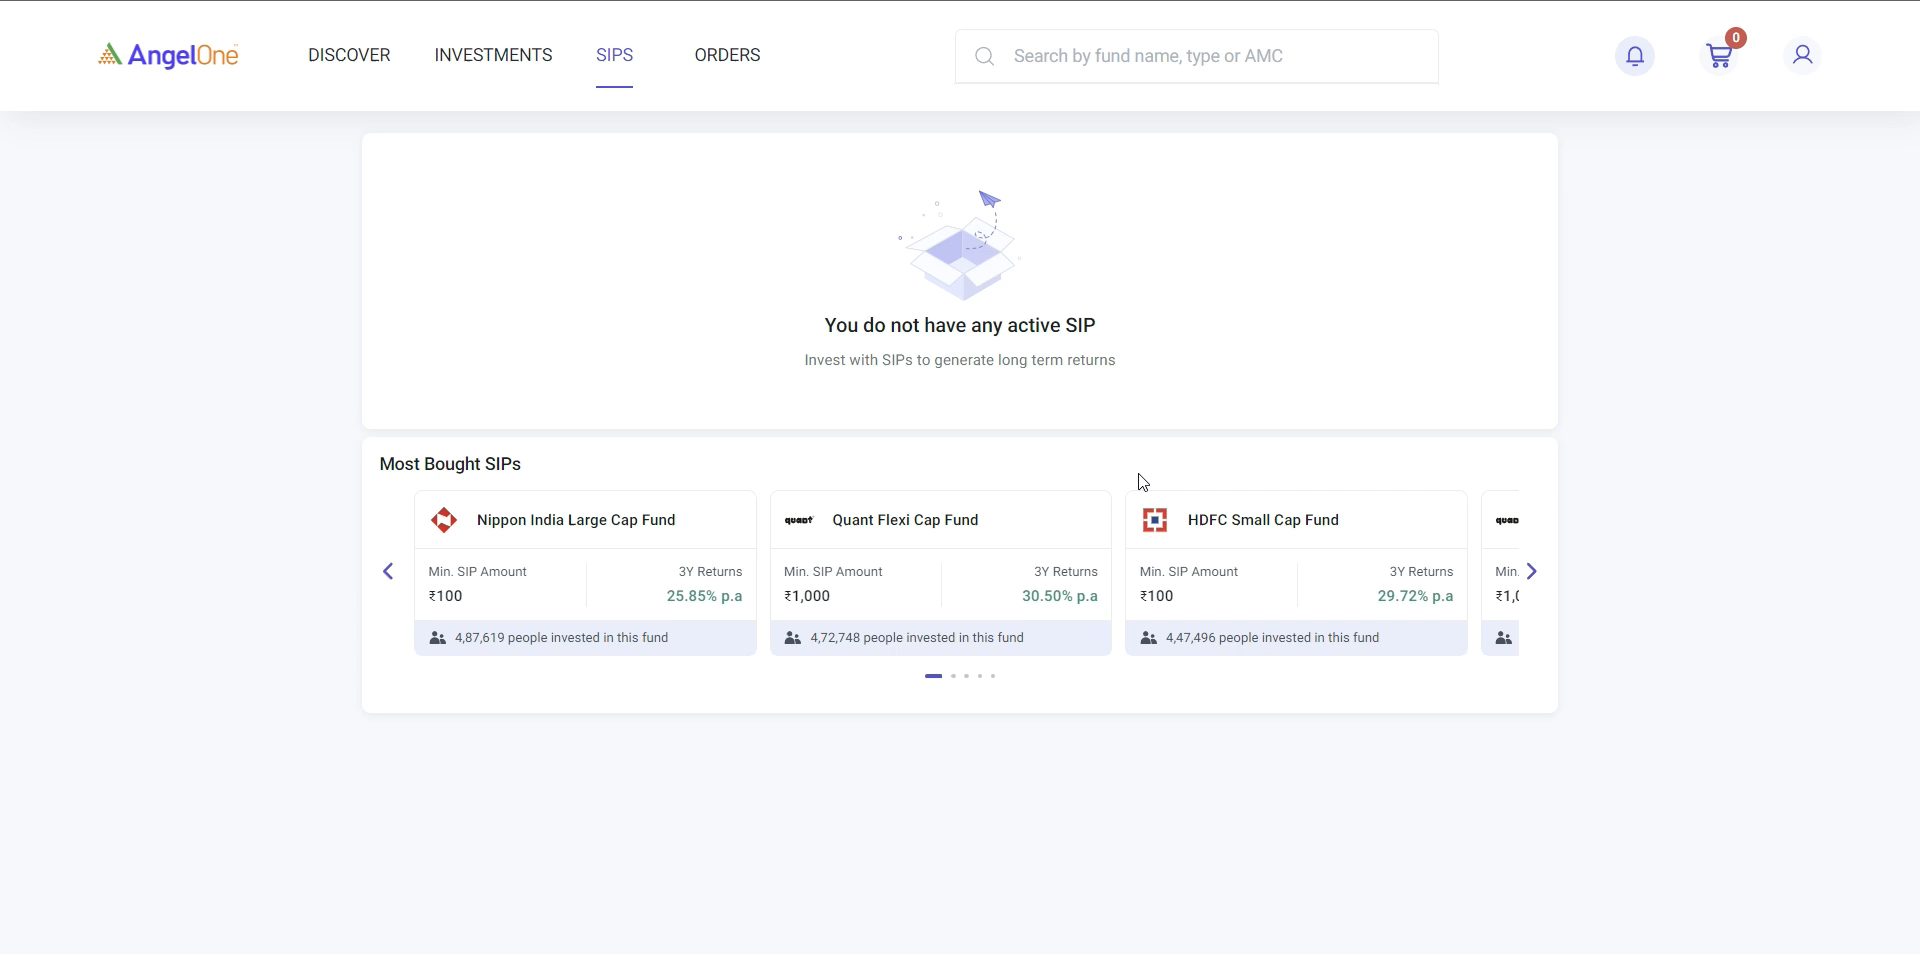 AngelOne
DISCOVER
INVESTMENTS
SIPS
ORDERS
Search by fund name, type or AMC
0
You do not have any active SIP
Invest with SIPs to generate long term returns
Most Bought SIPs
Nippon India Large Cap Fund
Min. SIP Amount
3Y Returns
₹100
25.85% p.a
4,87,619 people invested in this fund
quant
Quant Flexi Cap Fund
Min. SIP Amount
3Y Returns
₹1,000
30.50% p.a
4,72,748 people invested in this fund
HDFC Small Cap Fund
Min. SIP Amount
3Y Returns
₹100
29.72% p.a
4,47,496 people invested in this fund
Min.